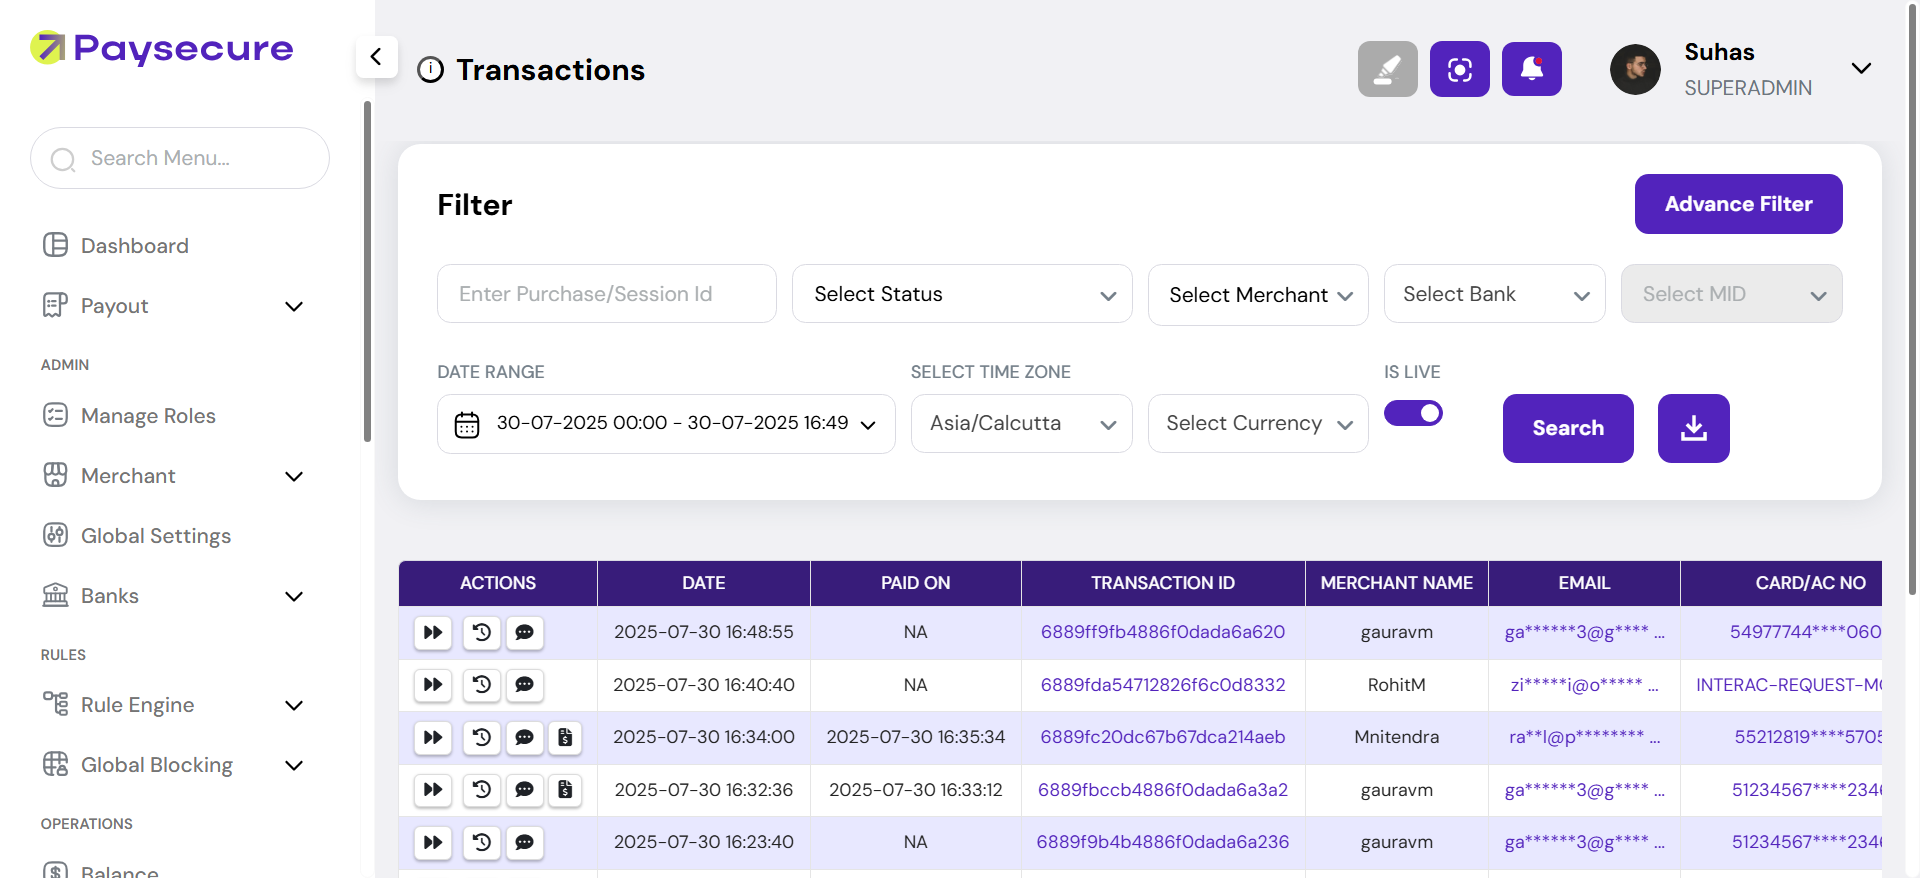 Paysecure
Transactions
Suhas
SUPERADMIN
Search Menu...
Dashboard
Payout
ADMIN
Manage Roles
Merchant
Global Settings
Banks
RULES
Rule Engine
Global Blocking
OPERATIONS
Balance
Filter
Advance Filter
Enter Purchase/Session Id
Select Status
Select Merchant
Select Bank
Select MID
DATE RANGE
SELECT TIME ZONE
IS LIVE
30-07-2025 00:00 - 30-07-2025 16:49
Asia/Calcutta
Select Currency
Search
ACTIONS DATE PAID ON TRANSACTION ID MERCHANT NAME EMAIL CARD/AC NO
2025-07-30 16:48:55 NA 6889ff9fb4886f0dada6a620 gauravm ga******3@g**** ... 54977744****060
2025-07-30 16:40:40 NA 6889fda54712826f6c0d8332 RohitM zi*****i@o***** ... INTERAC-REQUEST-M
2025-07-30 16:34:00 2025-07-30 16:35:34 6889fc20dc67b67dca214aeb Mnitendra ra**l@p******** ... 55212819****5705
2025-07-30 16:32:36 2025-07-30 16:33:12 6889fbccb4886f0dada6a3a2 gauravm ga******3@g**** ... 51234567****2346
2025-07-30 16:23:40 NA 6889f9b4b4886f0dada6a236 gauravm ga******3@g**** ... 51234567****2346